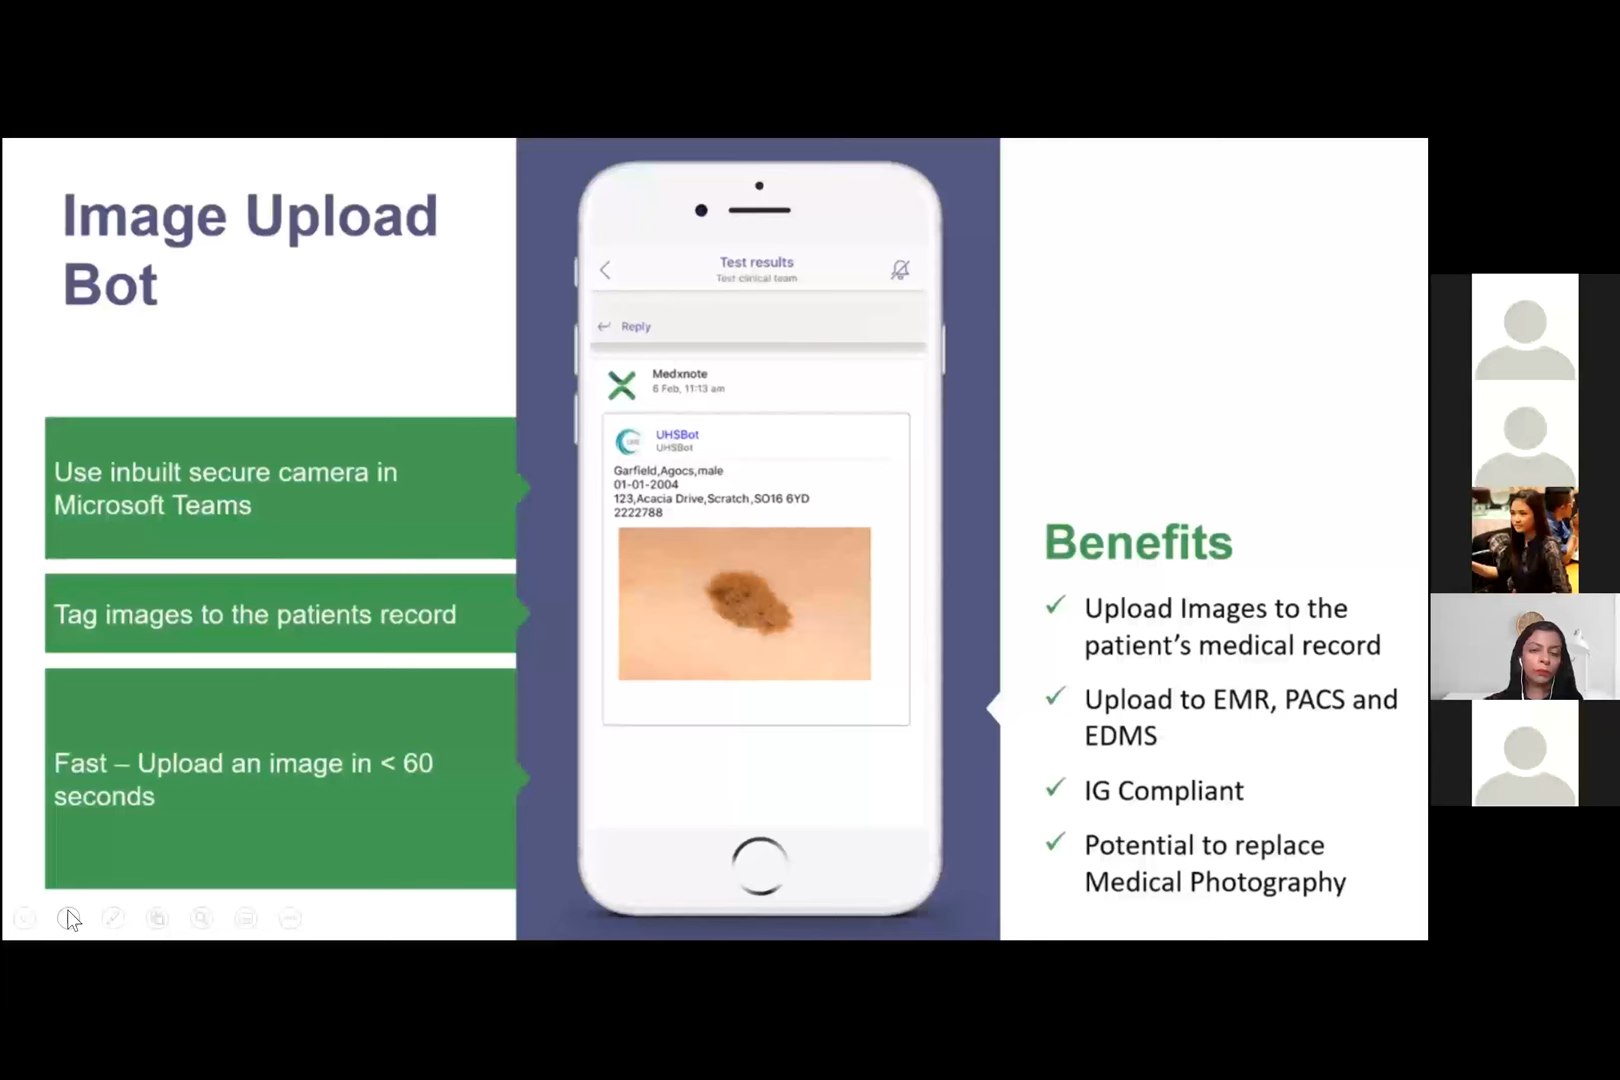 Image Upload
Bot
Use inbuilt secure camera in
Microsoft Teams
Tag images to the patients record
Fast – Upload an image in < 60
seconds
Test results
Test clinical team
Reply
Medxnote
6 Feb, 11:13 am
UHSBot
UHSBot
Garfield,Agocs,male
01-01-2004
123,Acacia Drive,Scratch,SO16 6YD
2222788
Benefits
Upload Images to the
patient's medical record
Upload to EMR, PACS and
EDMS
IG Compliant
Potential to replace
Medical Photography